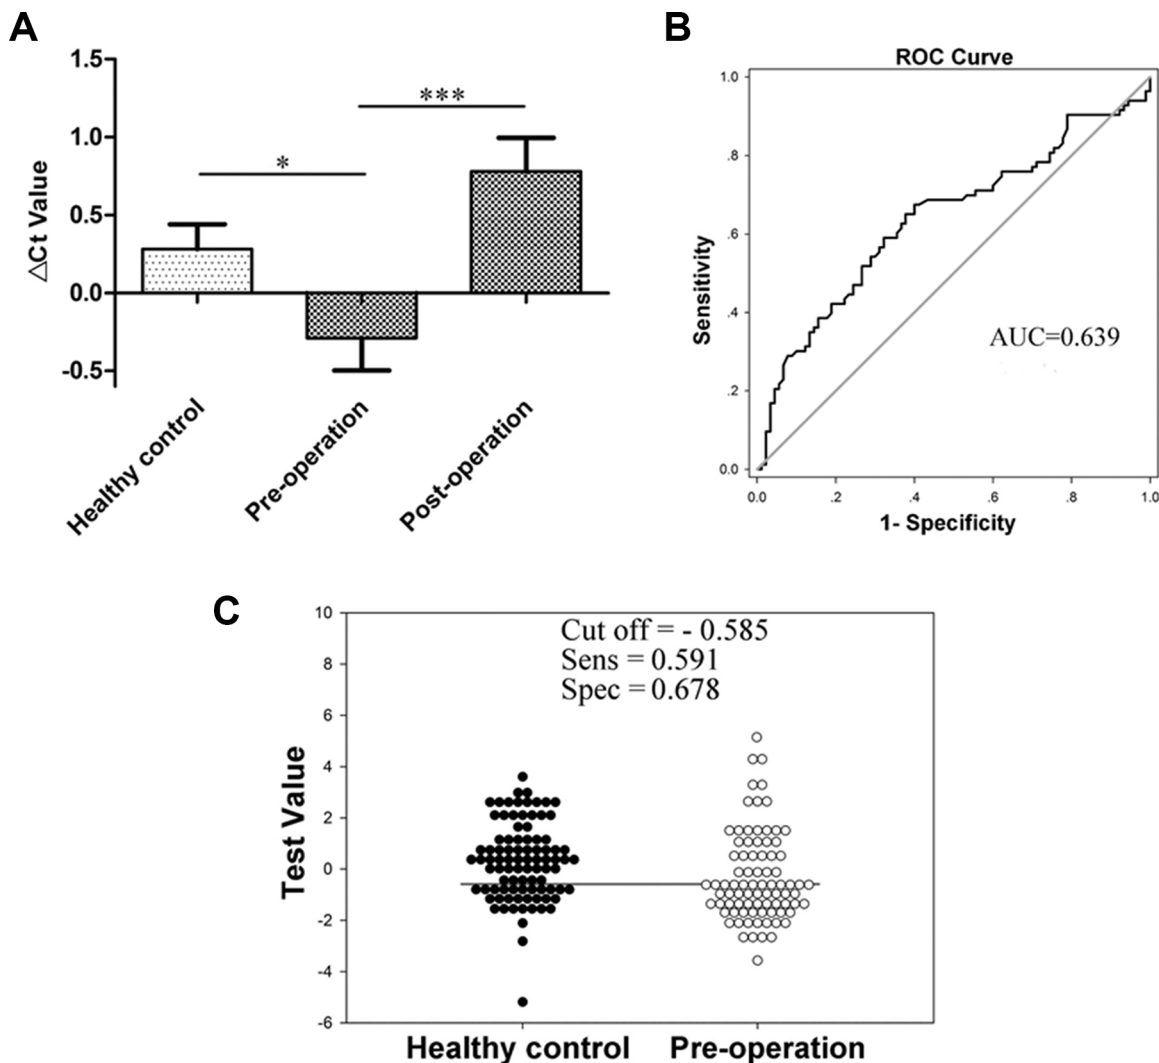 A
1.5
1.0
0.5
0.0
-0.5
△Ct Value
*
***
Healthy control
Pre-operation
Post-operation
B
ROC Curve
1.0
.8
.6
.4
.2
0.0
Sensitivity
AUC=0.639
0.0 .2 .4 .6 .8 1.0
1- Specificity
C
10
8
6
4
2
0
-2
-4
-6
Test Value
Cut off = - 0.585
Sens = 0.591
Spec = 0.678
Healthy control Pre-operation